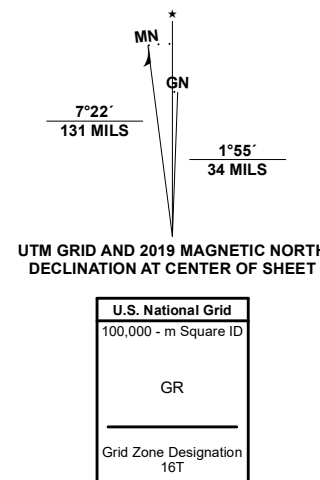 ★
MN
GN
7°22´
131 MILS
1°55´
34 MILS
UTM GRID AND 2019 MAGNETIC NORTH
DECLINATION AT CENTER OF SHEET
U.S. National Grid
100,000 - m Square ID
GR
Grid Zone Designation
16T